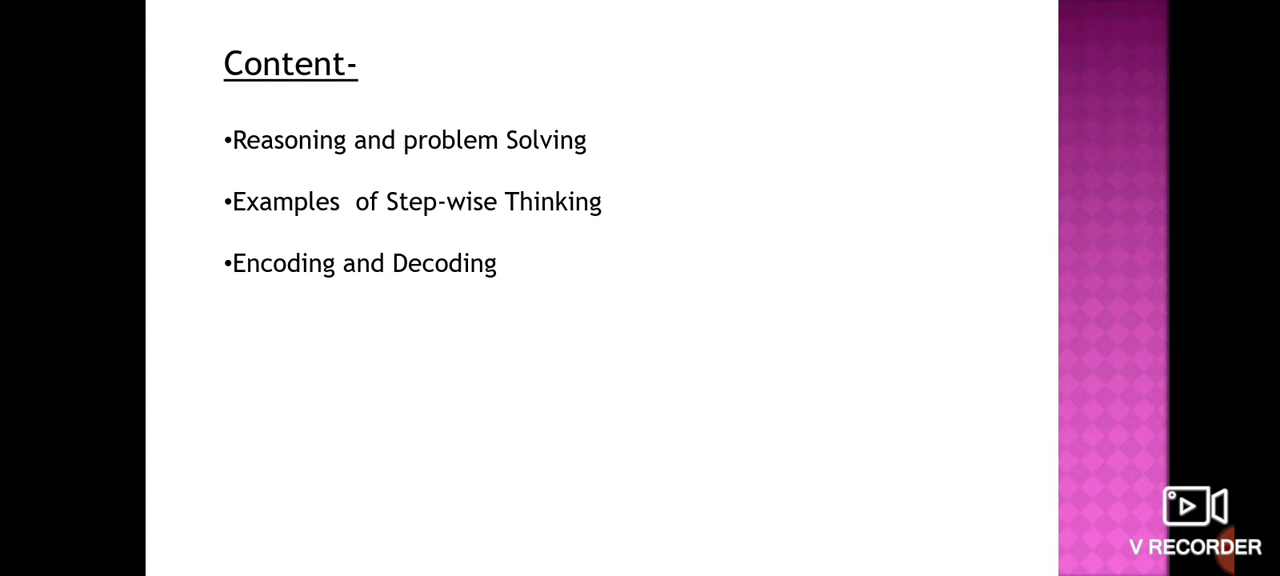 Content-
•Reasoning and problem Solving
•Examples  of Step-wise Thinking
•Encoding and Decoding
V RECORDER